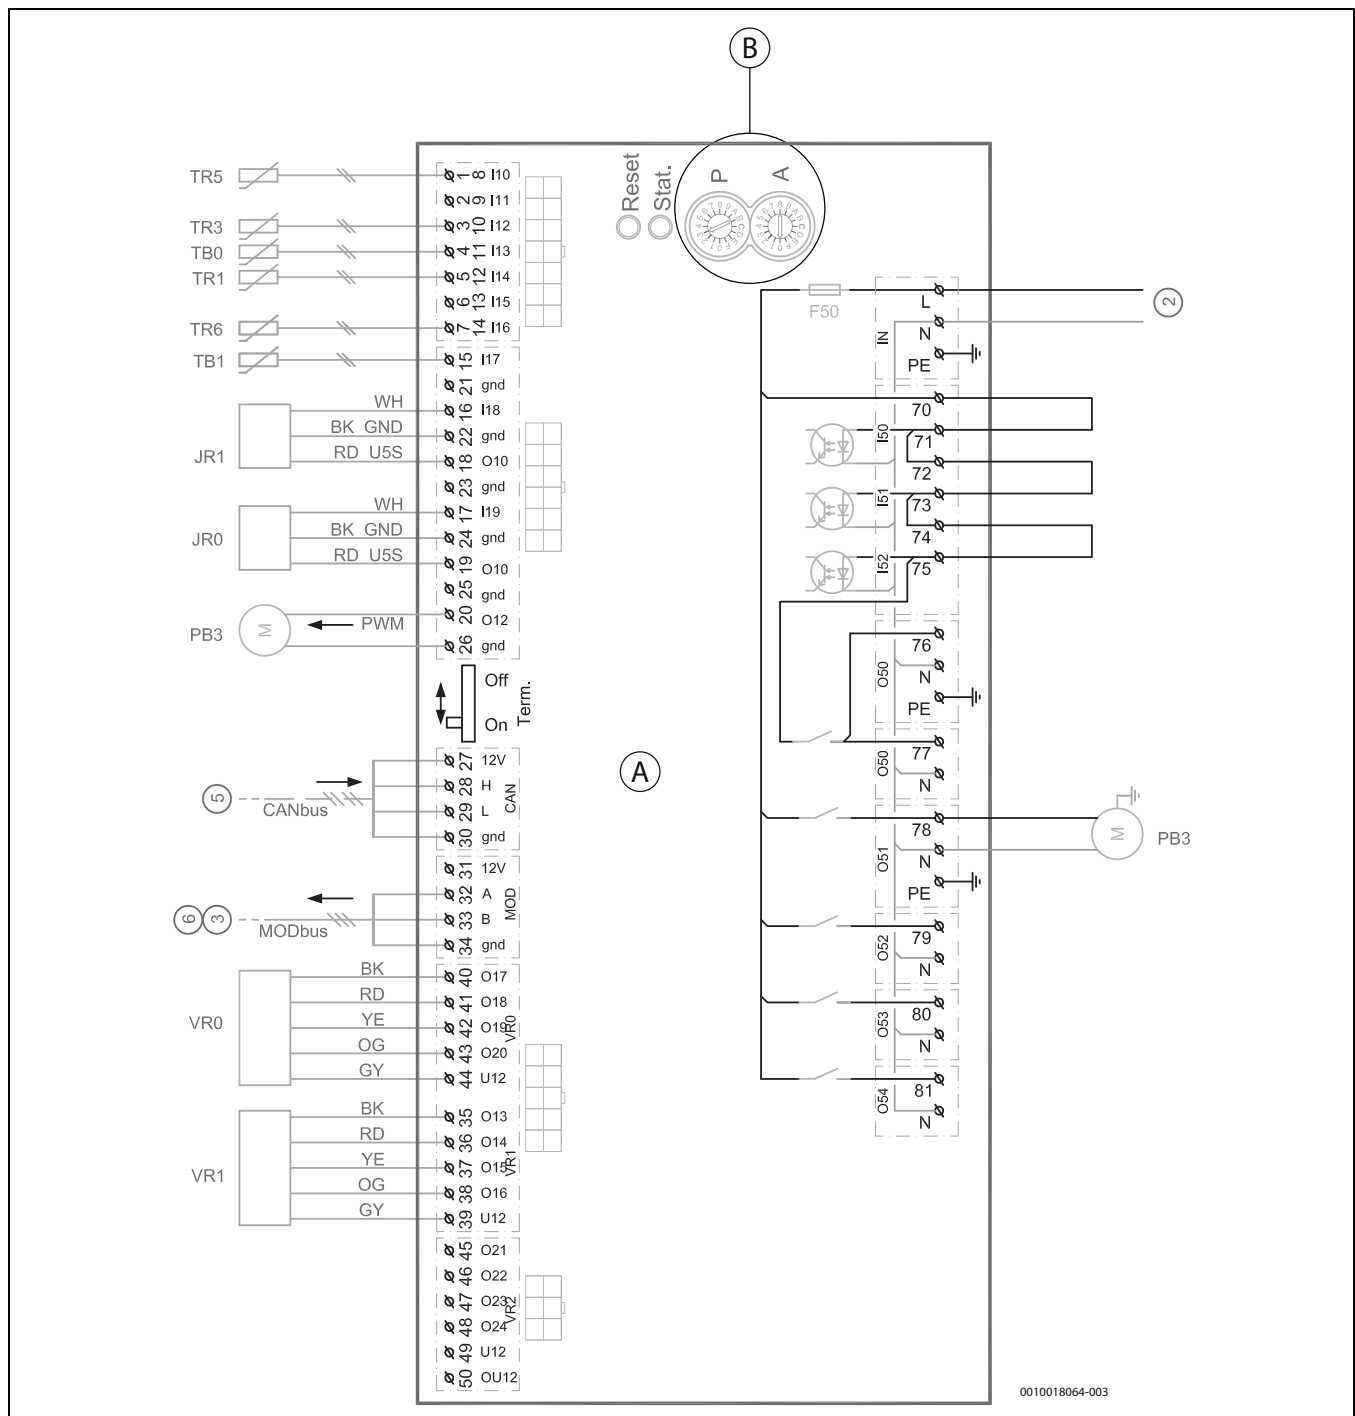 B
Reset
Stat.
P
A
TR5
1 8 I10
2 9 I11
TR3
3 10 I12
TB0
4 11 I13
TR1
5 12 I14
6 13 I15
TR6
7 14 I16
TB1
15 I17
21 gnd
JR1
WH
16 I18
BK GND
22 gnd
RD U5S
18 O10
23 gnd
JR0
WH
17 I19
BK GND
24 gnd
RD U5S
19 O10
25 gnd
PB3
M
PWM
20 O12
26 gnd
Off
On
Term.
A
5
CANbus
27 12V
28 H
29 L
30 gnd
CAN
6 3
MODbus
31 12V
32 A
33 B
34 gnd
MOD
VR0
BK
40 O17
RD
41 O18
YE
42 O19
OG
43 O20
GY
44 U12
VR0
VR1
BK
35 O13
RD
36 O14
YE
37 O15
OG
38 O16
GY
39 U12
VR1
45 O21
46 O22
47 O23
48 O24
49 U12
50 OU12
VR2
F50
IN
L
N
PE
2
70
I50
71
72
I51
73
74
I52
75
O50
76
N
PE
O50
77
N
O51
78
N
PE
M
PB3
O52
79
N
O53
80
N
O54
81
N
0010018064-003